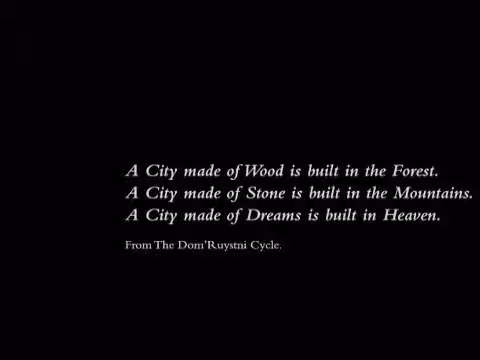 A City made of Wood is built in the Forest.
A City made of Stone is built in the Mountains.
A City made of Dreams is built in Heaven.
From The Dom'Ruystni Cycle.